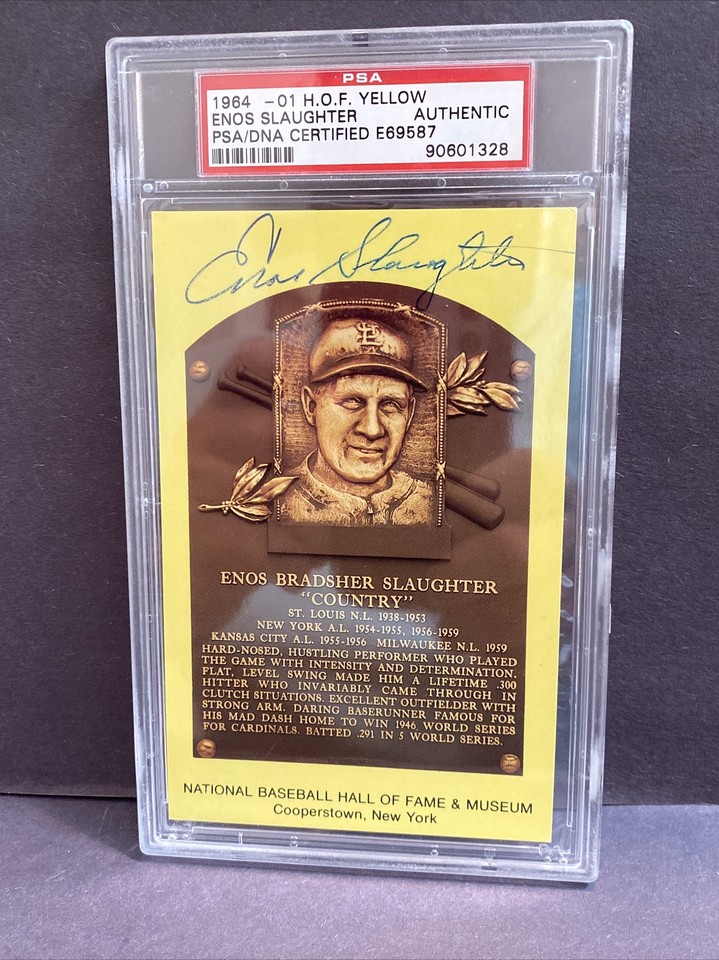 PSA
1964 -01 H.O.F. YELLOW
ENOS SLAUGHTER AUTHENTIC
PSA/DNA CERTIFIED E69587
90601328
Enos Slaughter
STL
ENOS BRADSHER SLAUGHTER
"COUNTRY"
ST. LOUIS N.L. 1938-1953
NEW YORK A.L. 1954-1955, 1956-1959
KANSAS CITY A.L. 1955-1956 MILWAUKEE N.L. 1959
HARD-NOSED, HUSTLING PERFORMER WHO PLAYED
THE GAME WITH INTENSITY AND DETERMINATION.
FLAT, LEVEL SWING MADE HIM A LIFETIME .300
HITTER WHO INVARIABLY CAME THROUGH IN
CLUTCH SITUATIONS. EXCELLENT OUTFIELDER WITH
STRONG ARM. DARING BASERUNNER FAMOUS FOR
HIS MAD DASH HOME TO WIN 1946 WORLD SERIES
FOR CARDINALS. BATTED .291 IN 5 WORLD SERIES.
NATIONAL BASEBALL HALL OF FAME & MUSEUM
Cooperstown, New York